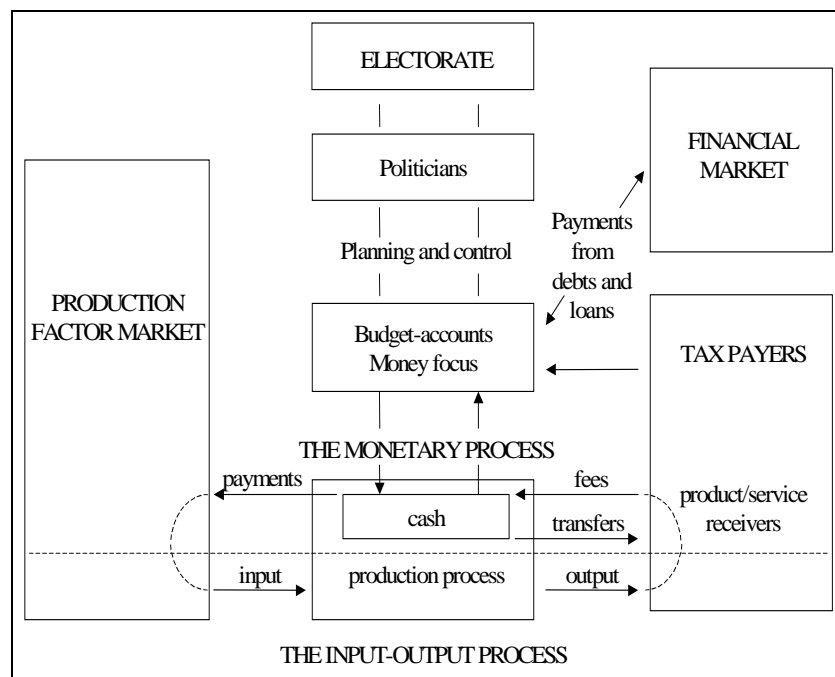 ELECTORATE
Politicians
FINANCIAL
MARKET
Planning and control
Payments
from
debts and
loans
PRODUCTION
FACTOR MARKET
Budget-accounts
Money focus
TAX PAYERS
THE MONETARY PROCESS
payments
cash
fees
transfers
product/service
receivers
input
production process
output
THE INPUT-OUTPUT PROCESS